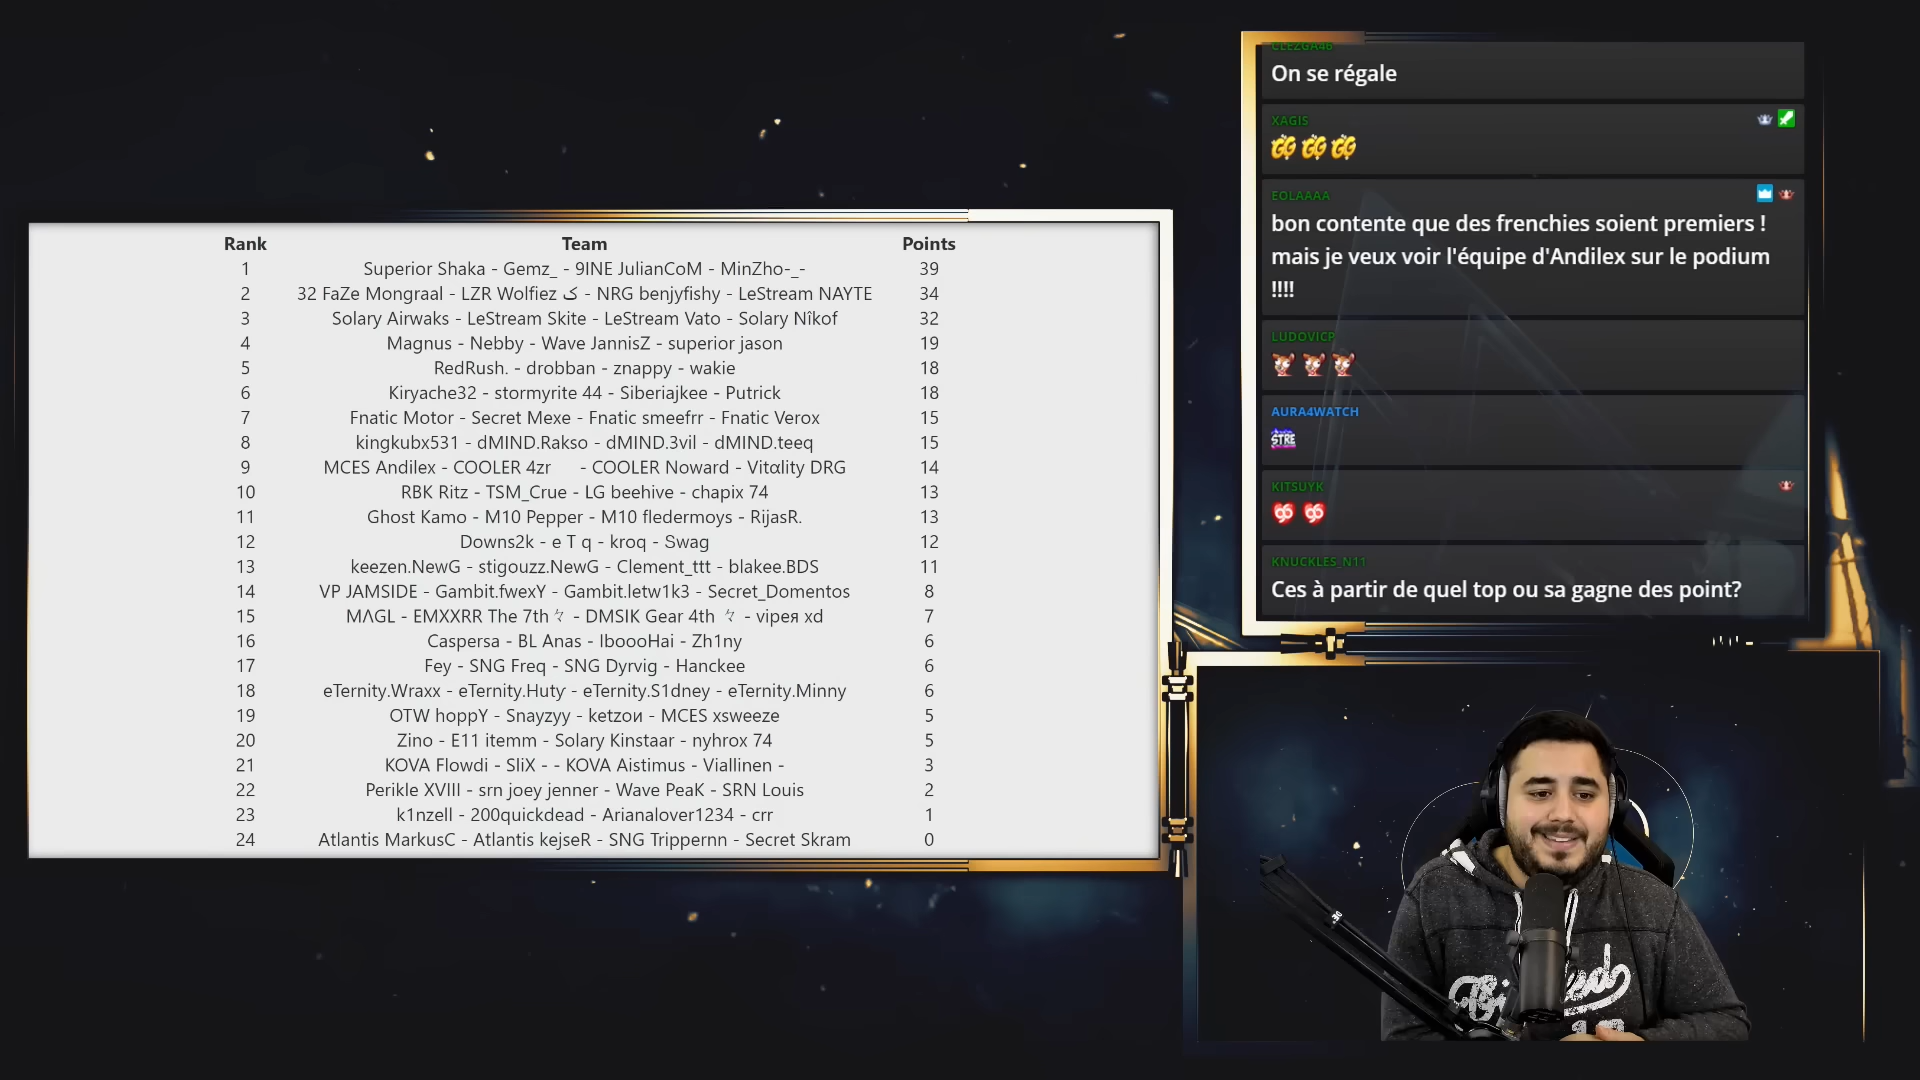 Rank Team Points
1 Superior Shaka - Gemz_ - 9INE JulianCoM - MinZho-_- 39
2 32 FaZe Mongraal - LZR Wolfiez ک - NRG benjyfishy - LeStream NAYTE 34
3 Solary Airwaks - LeStream Skite - LeStream Vato - Solary Nîkof 32
4 Magnus - Nebby - Wave JannisZ - superior jason 19
5 RedRush. - drobban - znappy - wakie 18
6 Kiryache32 - stormyrite 44 - Siberiajkee - Putrick 18
7 Fnatic Motor - Secret Mexe - Fnatic smeefrr - Fnatic Verox 15
8 kingkubx531 - dMIND.Rakso - dMIND.3vil - dMIND.teeq 15
9 MCES Andilex - COOLER 4zr - COOLER Noward - Vitαlity DRG 14
10 RBK Ritz - TSM_Crue - LG beehive - chapix 74 13
11 Ghost Kamo - M10 Pepper - M10 fledermoys - RijasR. 13
12 Downs2k - e T q - kroq - Swag 12
13 keezen.NewG - stigouzz.NewG - Clement_ttt - blakee.BDS 11
14 VP JAMSIDE - Gambit.fwexY - Gambit.letw1k3 - Secret_Domentos 8
15 MΛGL - EMXXRR The 7th ㄘ - DMSIK Gear 4th ㄘ - vipeя xd 7
16 Caspersa - BL Anas - IboooHai - Zh1ny 6
17 Fey - SNG Freq - SNG Dyrvig - Hanckee 6
18 eTernity.Wraxx - eTernity.Huty - eTernity.S1dney - eTernity.Minny 6
19 OTW hoppY - Snayzyy - ketzoи - MCES xsweeze 5
20 Zino - E11 itemm - Solary Kinstaar - nyhrox 74 5
21 KOVA Flowdi - SliX - - KOVA Aistimus - Viallinen - 3
22 Perikle XVIII - srn joey jenner - Wave PeaK - SRN Louis 2
23 k1nzell - 200quickdead - Arianalover1234 - crr 1
24 Atlantis MarkusC - Atlantis kejseR - SNG Trippernn - Secret Skram 0
CLEZGA46
On se régale
XAGIS
GG GG GG
EOLAAAA
bon contente que des frenchies soient premiers !
mais je veux voir l'équipe d'Andilex sur le podium
!!!!
LUDOVICP
AURA4WATCH
STRE
KITSUYK
KNUCKLES_N11
Ces à partir de quel top ou sa gagne des point?